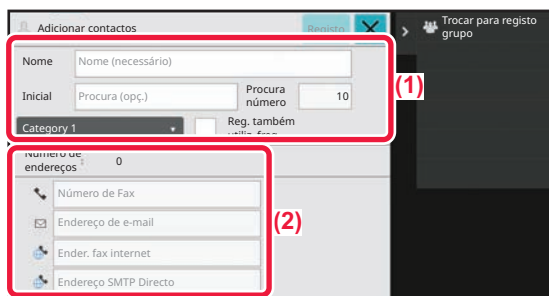 Adicionar contactos
Registo
Trocar para registo
grupo
Nome
Nome (necessário)
(1)
Inicial
Procura (opç.)
Procura
número
10
Category 1
Reg. também
Número de
endereços
0
Número de Fax
(2)
Endereço de e-mail
Ender. fax internet
Endereço SMTP Directo